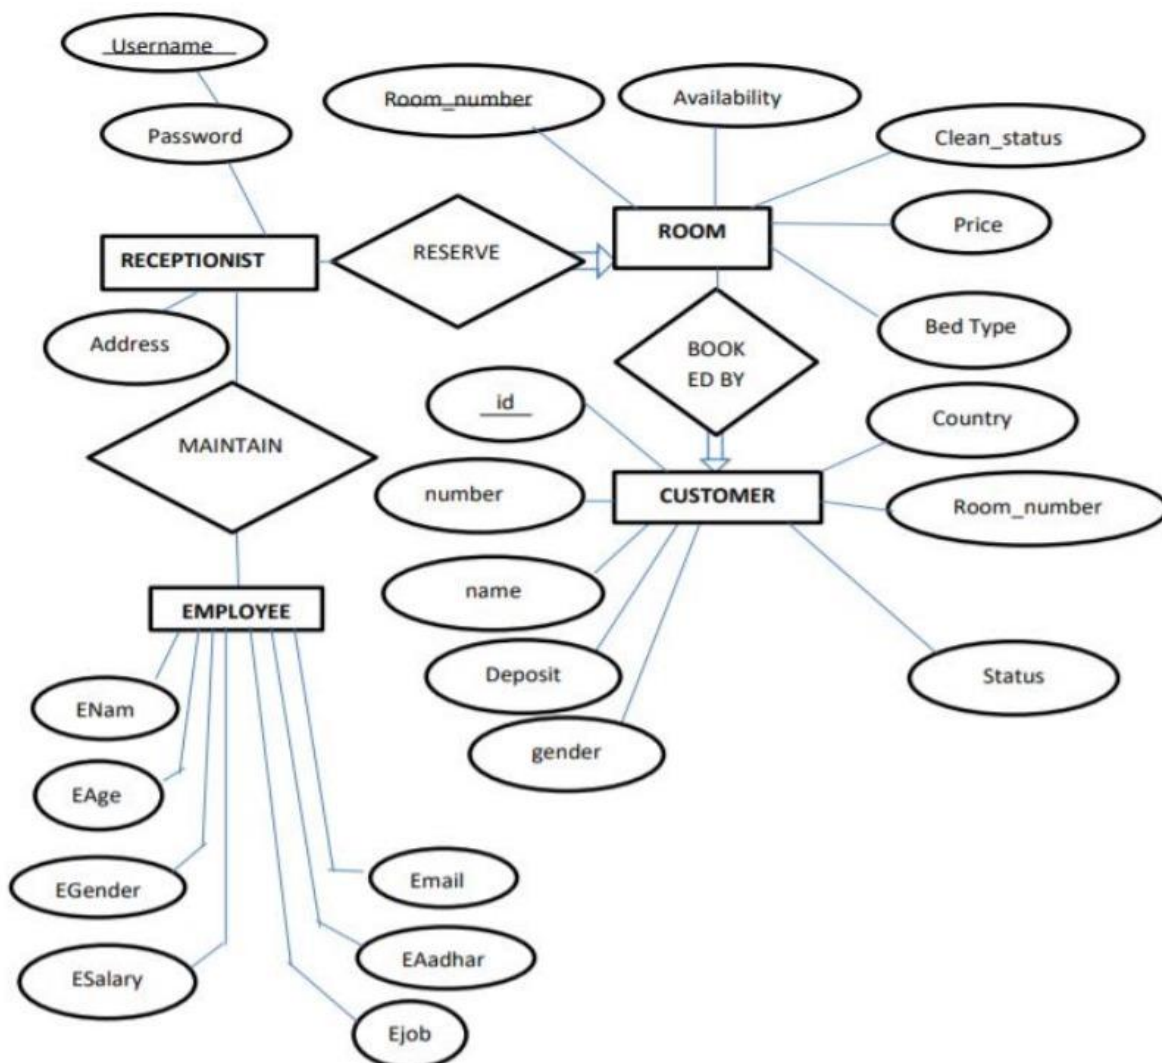 Username
Room_number
Availability
Password
Clean_status
Price
ROOM
RECEPTIONIST
RESERVE
Address
Bed Type
BOOK
ED BY
id
Country
MAINTAIN
number
CUSTOMER
Room_number
name
EMPLOYEE
Deposit
Status
ENam
gender
EAge
Email
EGender
EAadhar
ESalary
Ejob